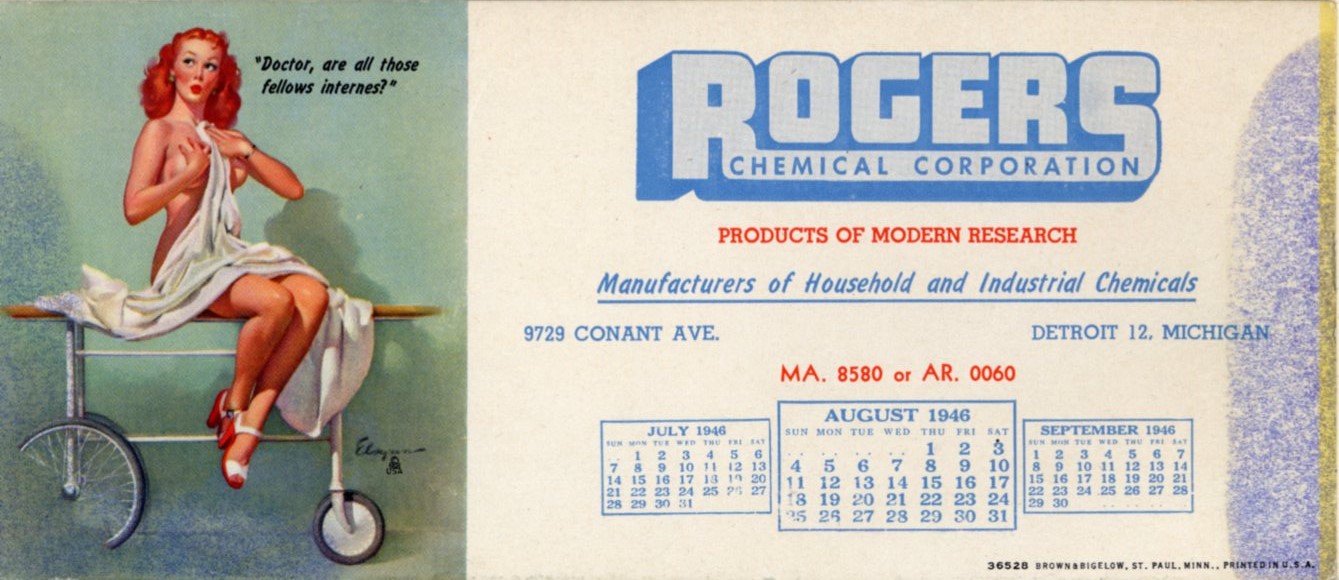 "Doctor, are all those
fellows internes?"
Elvgren
ROGERS
CHEMICAL CORPORATION
PRODUCTS OF MODERN RESEARCH
Manufacturers of Household and Industrial Chemicals
9729 CONANT AVE. DETROIT 12, MICHIGAN
MA. 8580 or AR. 0060
JULY 1946
SUN MON TUE WED THU FRI SAT
. 1 2 3 4 5 6
7 8 9 10 11 12 13
14 15 16 17 18 19 20
21 22 23 24 25 26 27
28 29 30 31
AUGUST 1946
SUN MON TUE WED THU FRI SAT
. . . . 1 2 3
4 5 6 7 8 9 10
11 12 13 14 15 16 17
18 19 20 21 22 23 24
25 26 27 28 29 30 31
SEPTEMBER 1946
SUN MON TUE WED THU FRI SAT
1 2 3 4 5 6 7
8 9 10 11 12 13 14
15 16 17 18 19 20 21
22 23 24 25 26 27 28
29 30 . . . . .
36528 BROWN & BIGELOW, ST. PAUL, MINN., PRINTED IN U.S.A.